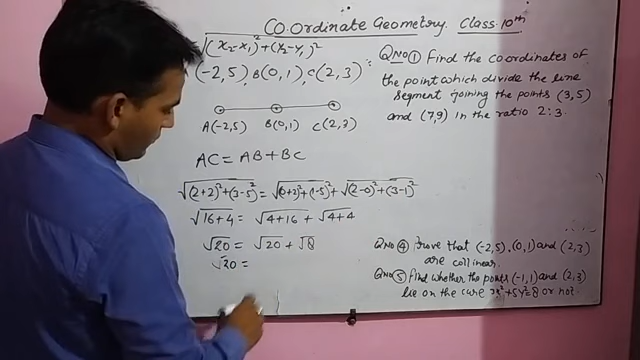 CO.Ordinate Geometry. Class.10th
√(x2-x1)²+(y2-y1)²
(-2,5), B(0,1), C(2,3)
A(-2,5) B(0,1) C(2,3)
AC = AB + BC
√(2+2)²+(3-5)² = √(0+2)²+(1-5)² + √(2-0)²+(3-1)²
√16+4 = √4+16 + √4+4
√20 = √20 + √8
√20 =
QNO① Find the coordinates of
the point which divide the line
segment joining the points (3,5)
and (7,9) in the ratio 2:3.
QNO④ Prove that (-2,5), (0,1) and (2,3)
are collinear.
QNO⑤ Find whether the points (-1,1) and (2,3)
lie on the curve x²+5y²=8 or not.